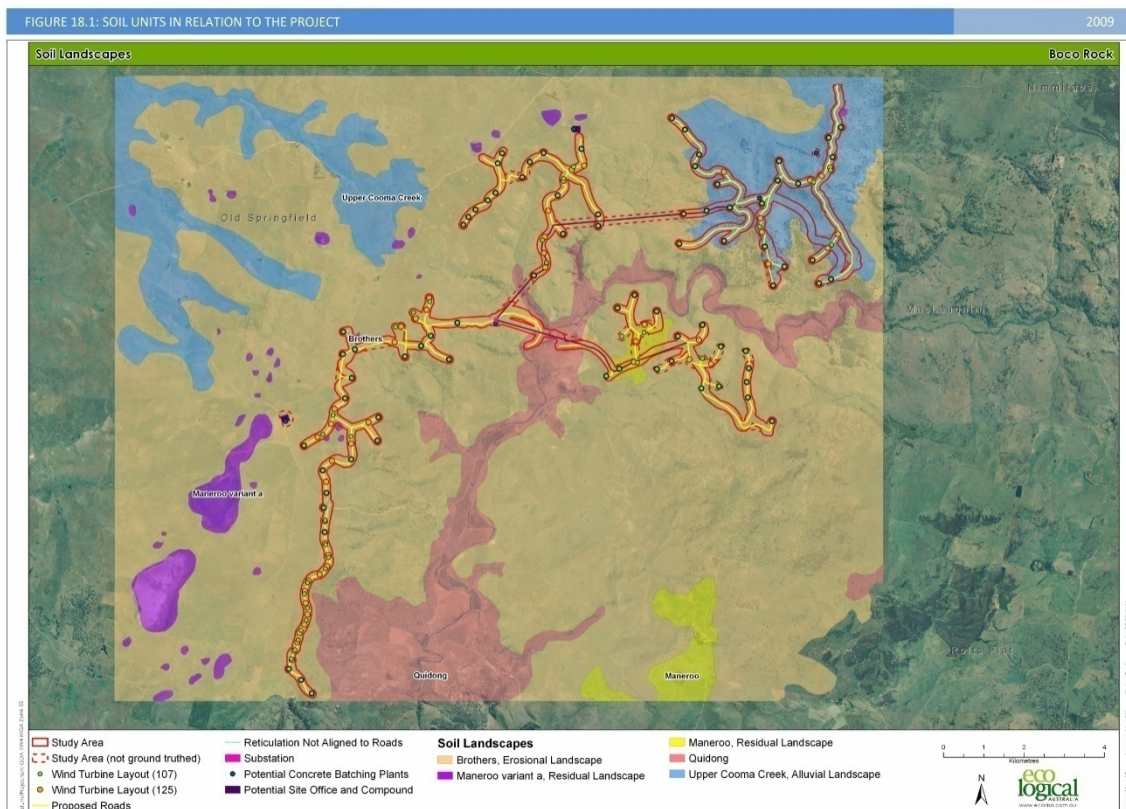 FIGURE 18.1: SOIL UNITS IN RELATION TO THE PROJECT 2009
Soil Landscapes Boco Rock
Nimmitabel
Upper Cooma Creek
Old Springfield
Brothers
Maneroo variant a
Quidong
Maneroo
Study Area
Study Area (not ground truthed)
Wind Turbine Layout (107)
Wind Turbine Layout (125)
Proposed Roads
Reticulation Not Aligned to Roads
Substation
Potential Concrete Batching Plants
Potential Site Office and Compound
Soil Landscapes
Brothers, Erosional Landscape
Maneroo variant a, Residual Landscape
Maneroo, Residual Landscape
Quidong
Upper Cooma Creek, Alluvial Landscape
0 1 2 4
Kilometres
N
eco
logical
AUSTRALIA
www.ecoaus.com.au